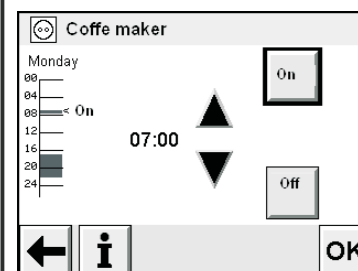 Coffe maker
Monday
00
04
08 < On
12
16
20
24
07:00
On
Off
i
OK